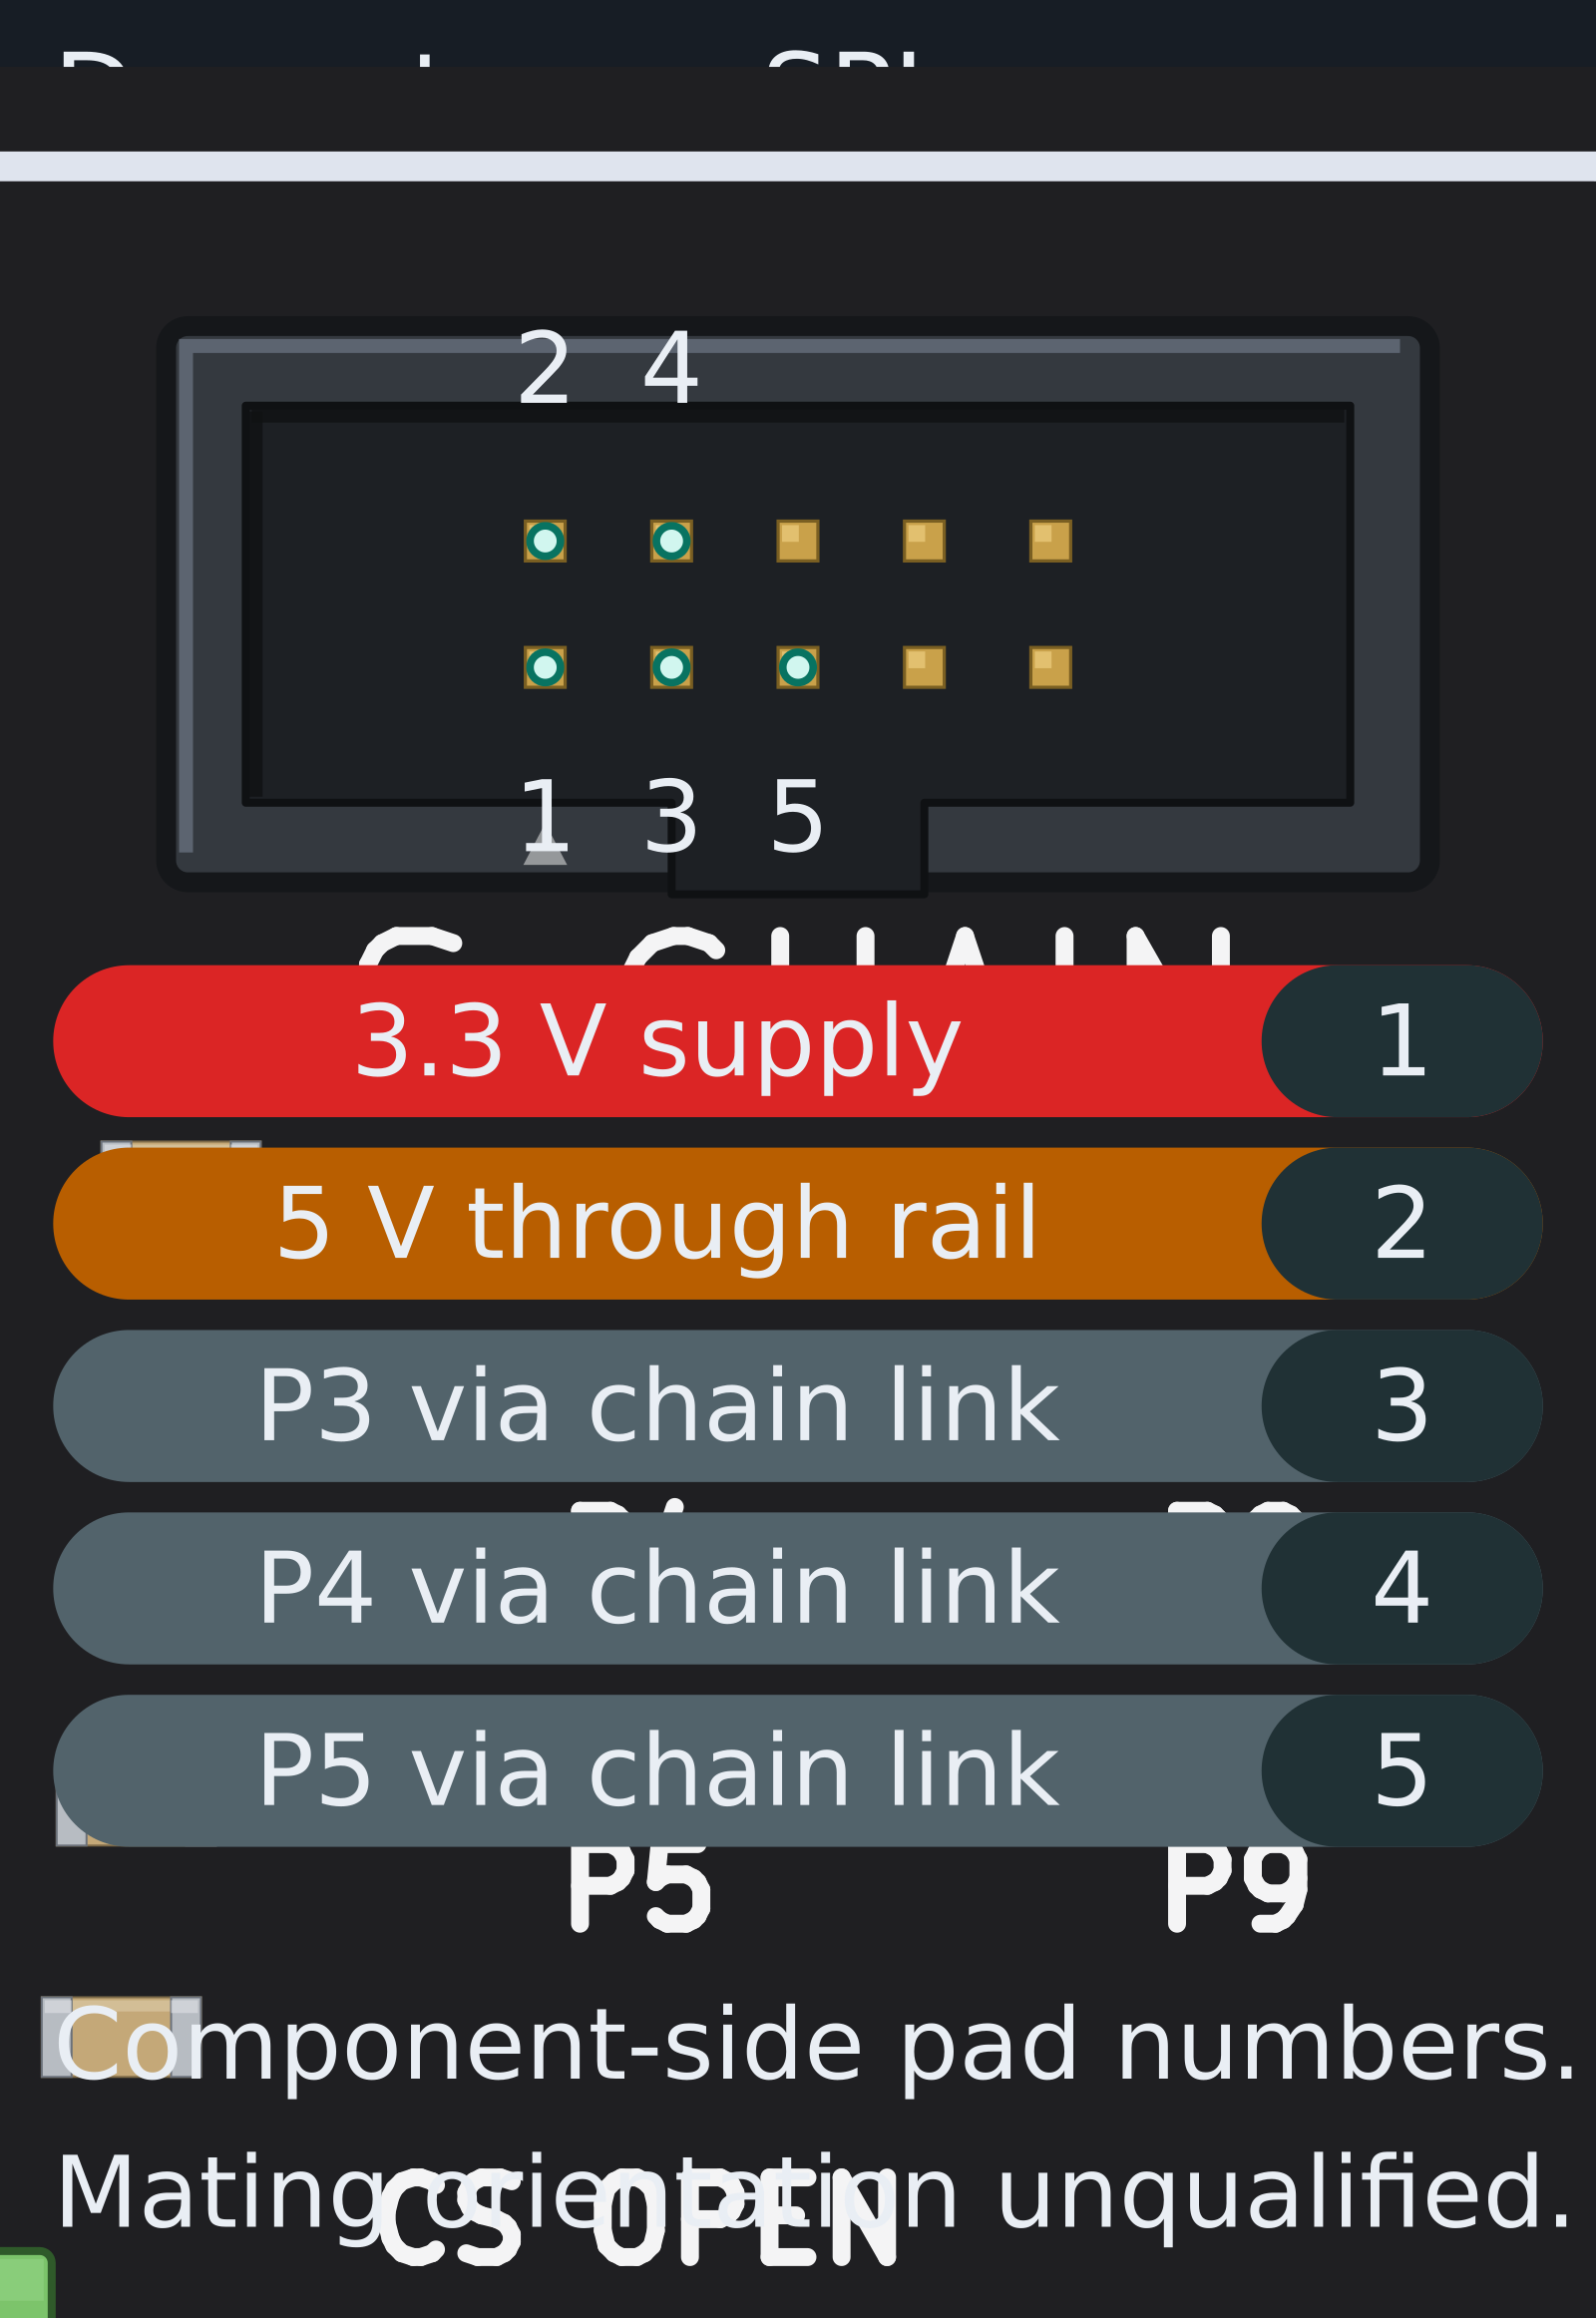 2 4
1 3 5
3.3 V supply 1
5 V through rail 2
P3 via chain link 3
P4 via chain link 4
P5 via chain link 5
P5 P9
Component-side pad numbers.
Mating orientation unqualified.
CS OPEN